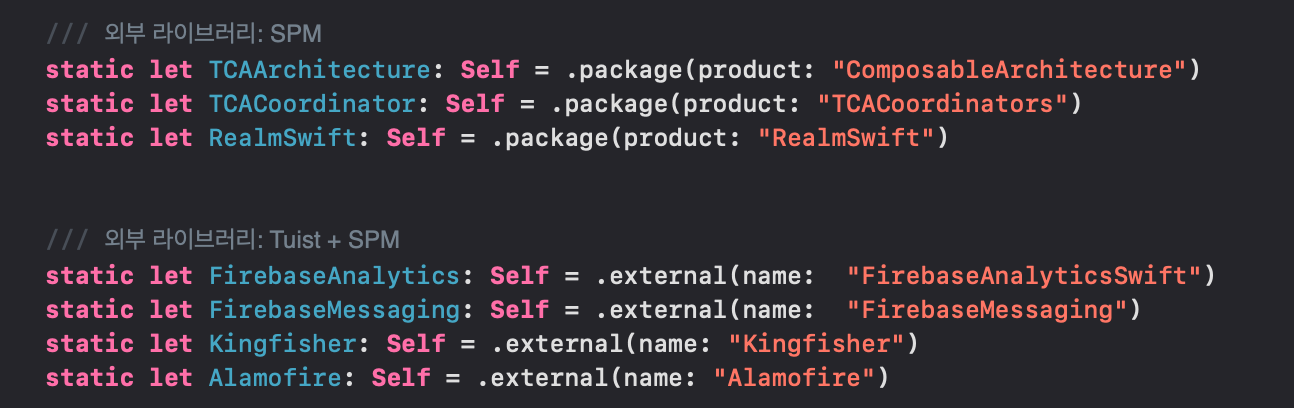 /// 외부 라이브러리: SPM
static let TCAArchitecture: Self = .package(product: "ComposableArchitecture")
static let TCACoordinator: Self = .package(product: "TCACoordinators")
static let RealmSwift: Self = .package(product: "RealmSwift")
/// 외부 라이브러리: Tuist + SPM
static let FirebaseAnalytics: Self = .external(name:  "FirebaseAnalyticsSwift")
static let FirebaseMessaging: Self = .external(name:  "FirebaseMessaging")
static let Kingfisher: Self = .external(name: "Kingfisher")
static let Alamofire: Self = .external(name: "Alamofire")